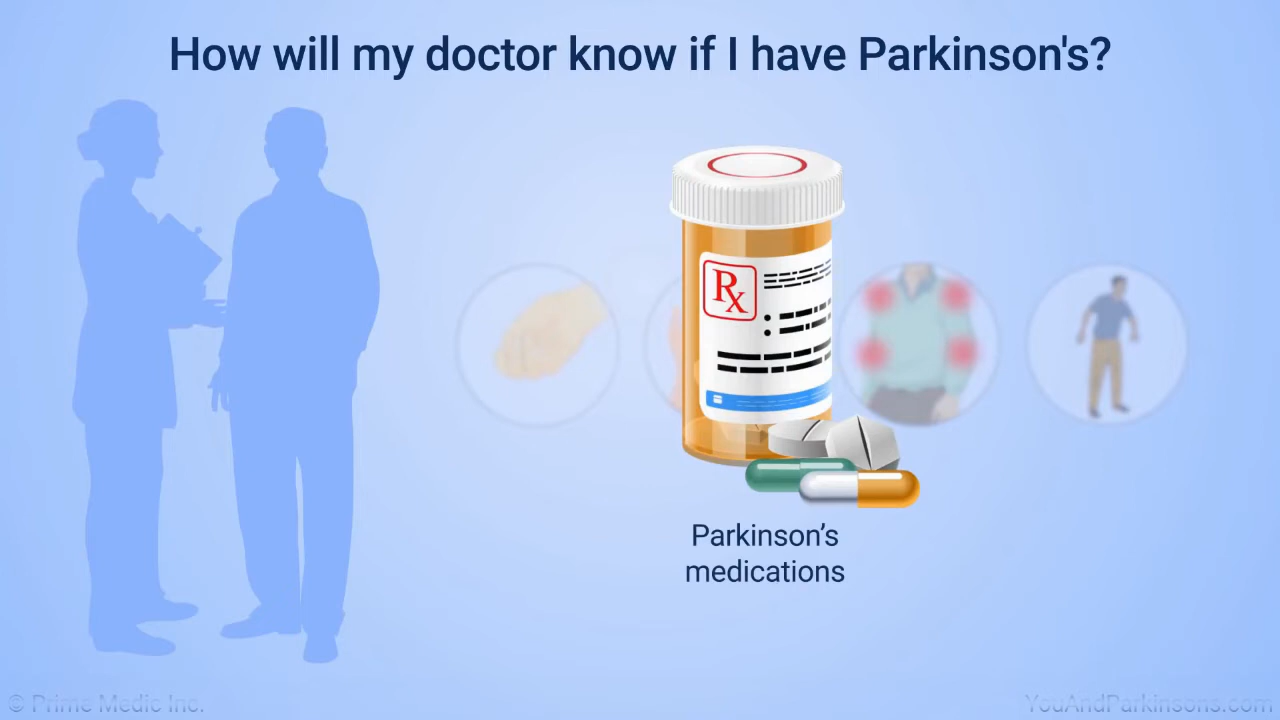 How will my doctor know if I have Parkinson's?
Rx
Parkinson’s
medications
© Prime Medic Inc.
YouAndParkinsons.com